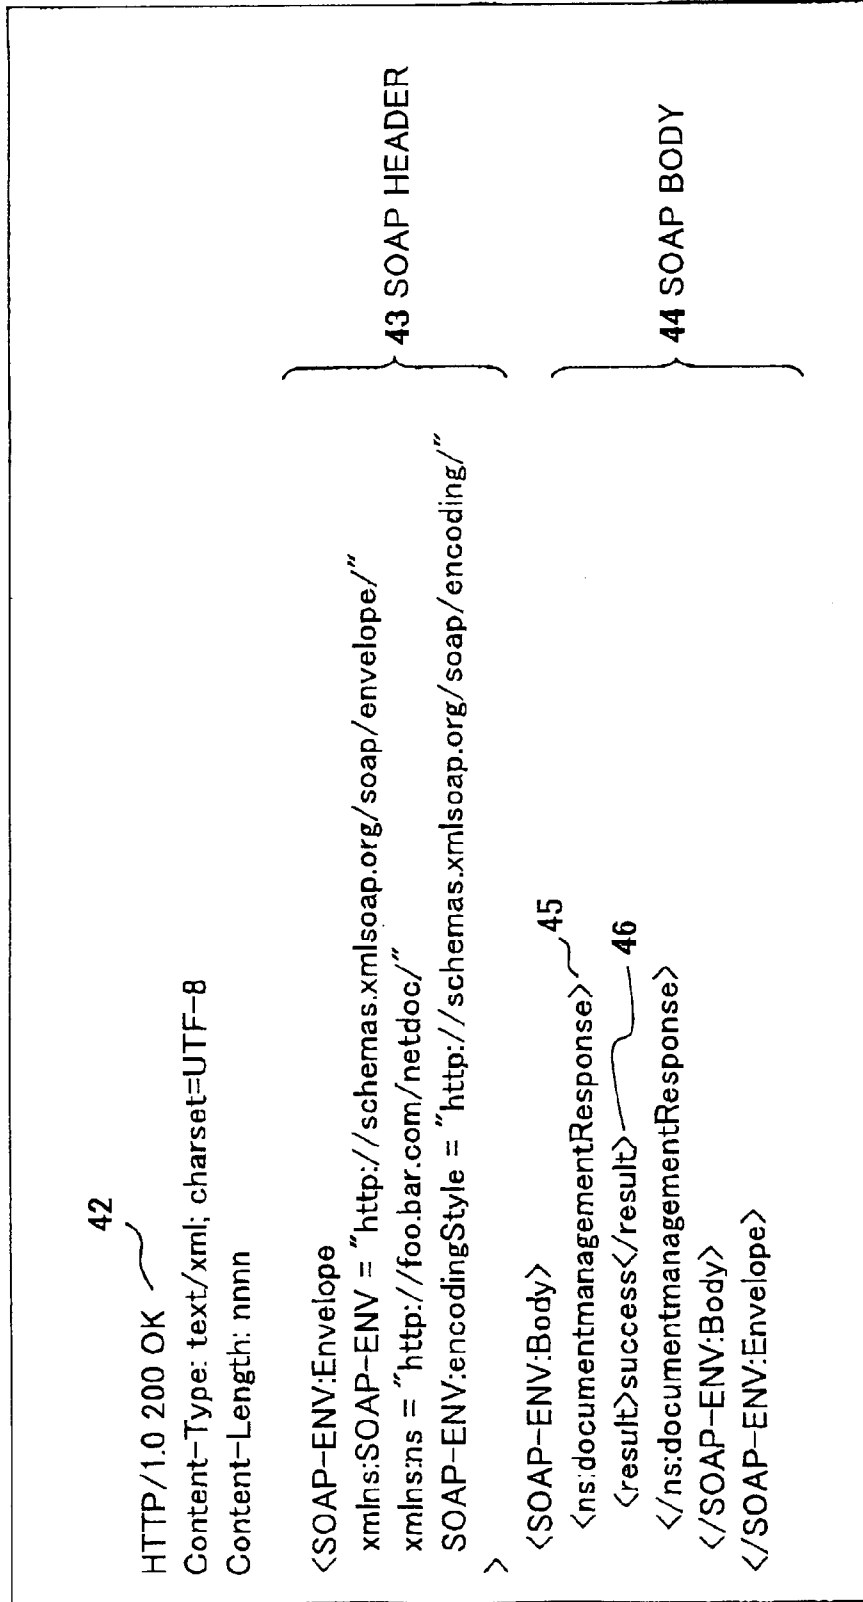 42
HTTP/1.0 200 OK
Content-Type: text/xml; charset=UTF-8
Content-Length: nnnn
<SOAP-ENV:Envelope
xmlns:SOAP-ENV = "http://schemas.xmlsoap.org/soap/envelope/"
xmlns:ns = "http://foo.bar.com/netdoc/"
SOAP-ENV:encodingStyle = "http://schemas.xmlsoap.org/soap/encoding/"
>
43 SOAP HEADER
<SOAP-ENV:Body>
<ns:documentmanagementResponse> 45
<result>success</result> 46
</ns:documentmanagementResponse>
</SOAP-ENV:Body>
</SOAP-ENV:Envelope>
44 SOAP BODY